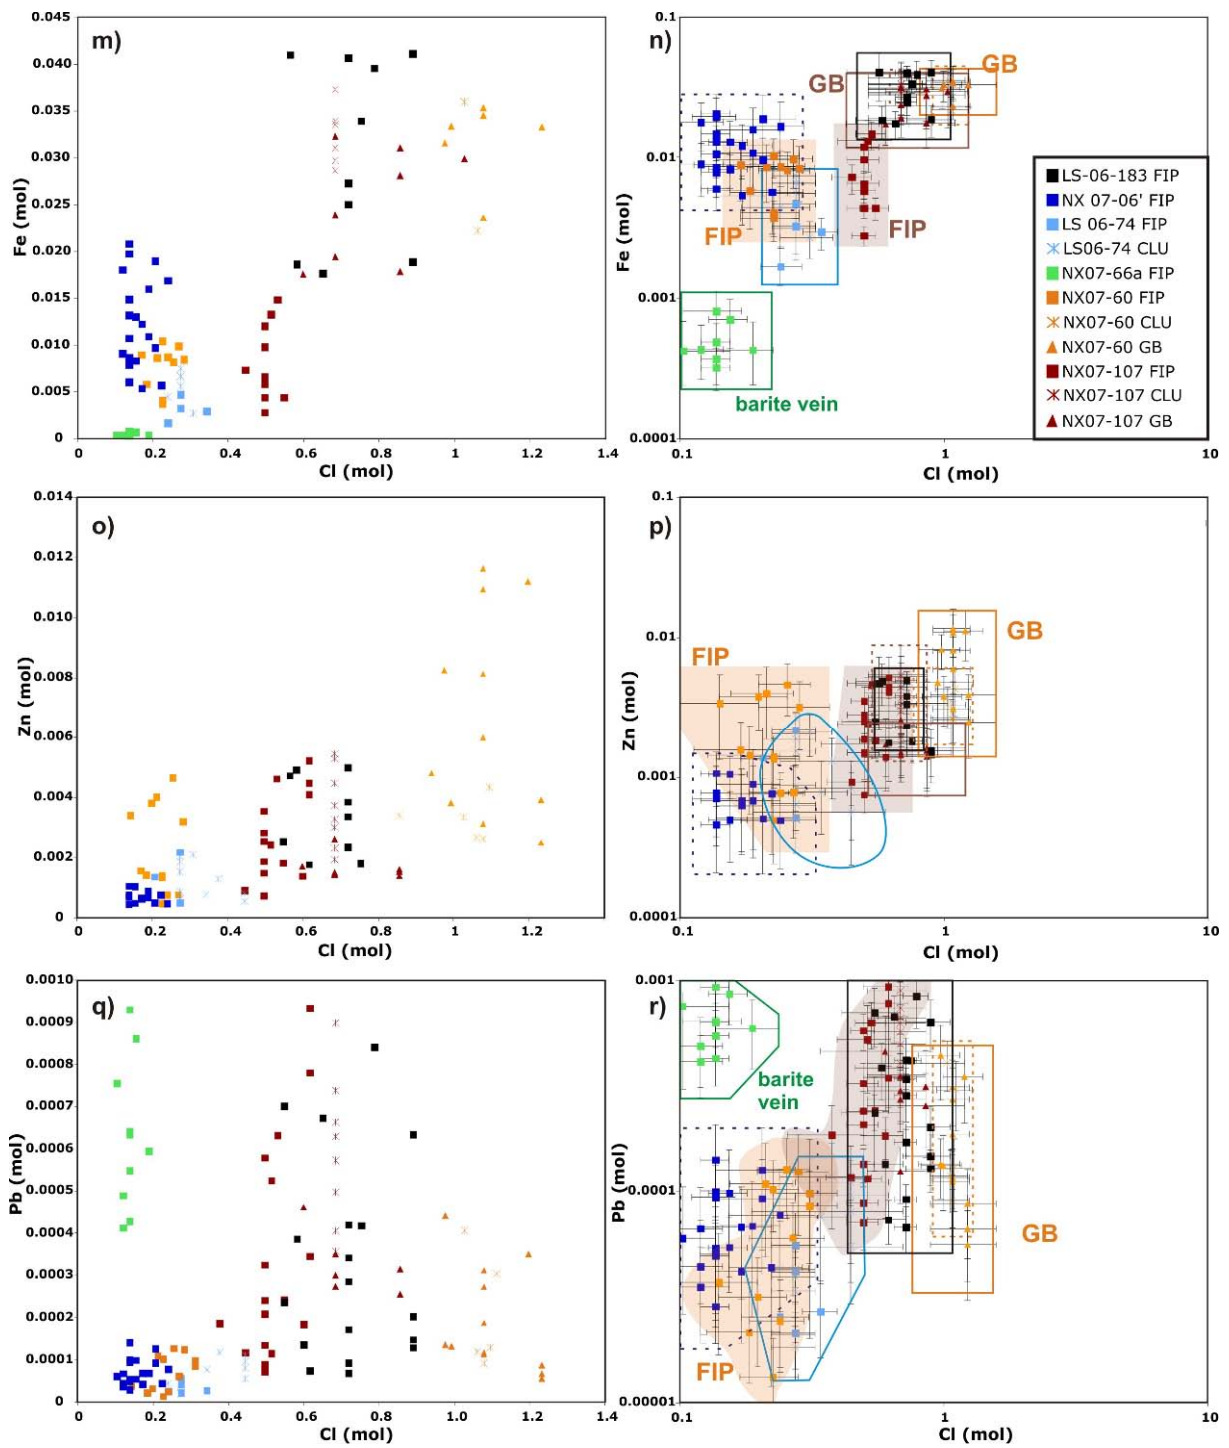 m)
0.045
0.040
0.035
0.030
0.025
0.020
0.015
0.010
0.005
0
Fe (mol)
0 0.2 0.4 0.6 0.8 1 1.2 1.4
Cl (mol)
n)
0.1
0.01
0.001
0.0001
Fe (mol)
GB
GB
FIP
FIP
barite vein
0.1 1 10
Cl (mol)
LS-06-183 FIP
NX 07-06' FIP
LS 06-74 FIP
LS06-74 CLU
NX07-66a FIP
NX07-60 FIP
NX07-60 CLU
NX07-60 GB
NX07-107 FIP
NX07-107 CLU
NX07-107 GB
o)
0.014
0.012
0.010
0.008
0.006
0.004
0.002
0
Zn (mol)
0 0.2 0.4 0.6 0.8 1 1.2 1.4
Cl (mol)
p)
0.1
0.01
0.001
0.0001
Zn (mol)
FIP
GB
0.1 1 10
Cl (mol)
q)
0.0010
0.0009
0.0008
0.0007
0.0006
0.0005
0.0004
0.0003
0.0002
0.0001
0
Pb (mol)
0 0.2 0.4 0.6 0.8 1.0 1.2 1.4
Cl (mol)
r)
0.001
0.0001
0.00001
Pb (mol)
barite
vein
FIP
GB
0.1 1 10
Cl (mol)